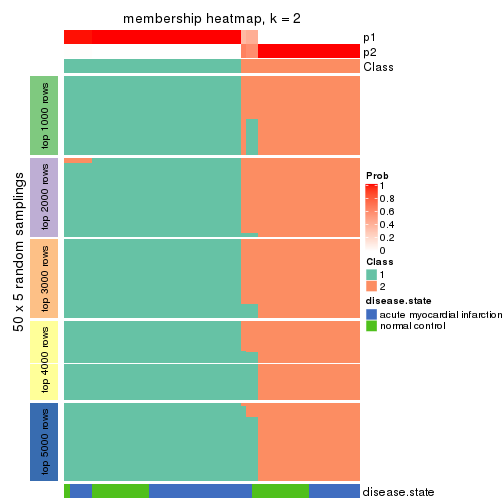 membership heatmap, k = 2
p1
p2
Class
50 x 5 random samplings
top 1000 rows
top 2000 rows
top 3000 rows
top 4000 rows
top 5000 rows
Prob
1
0.8
0.6
0.4
0.2
0
Class
1
2
disease.state
acute myocardial infarction
normal control
disease.state